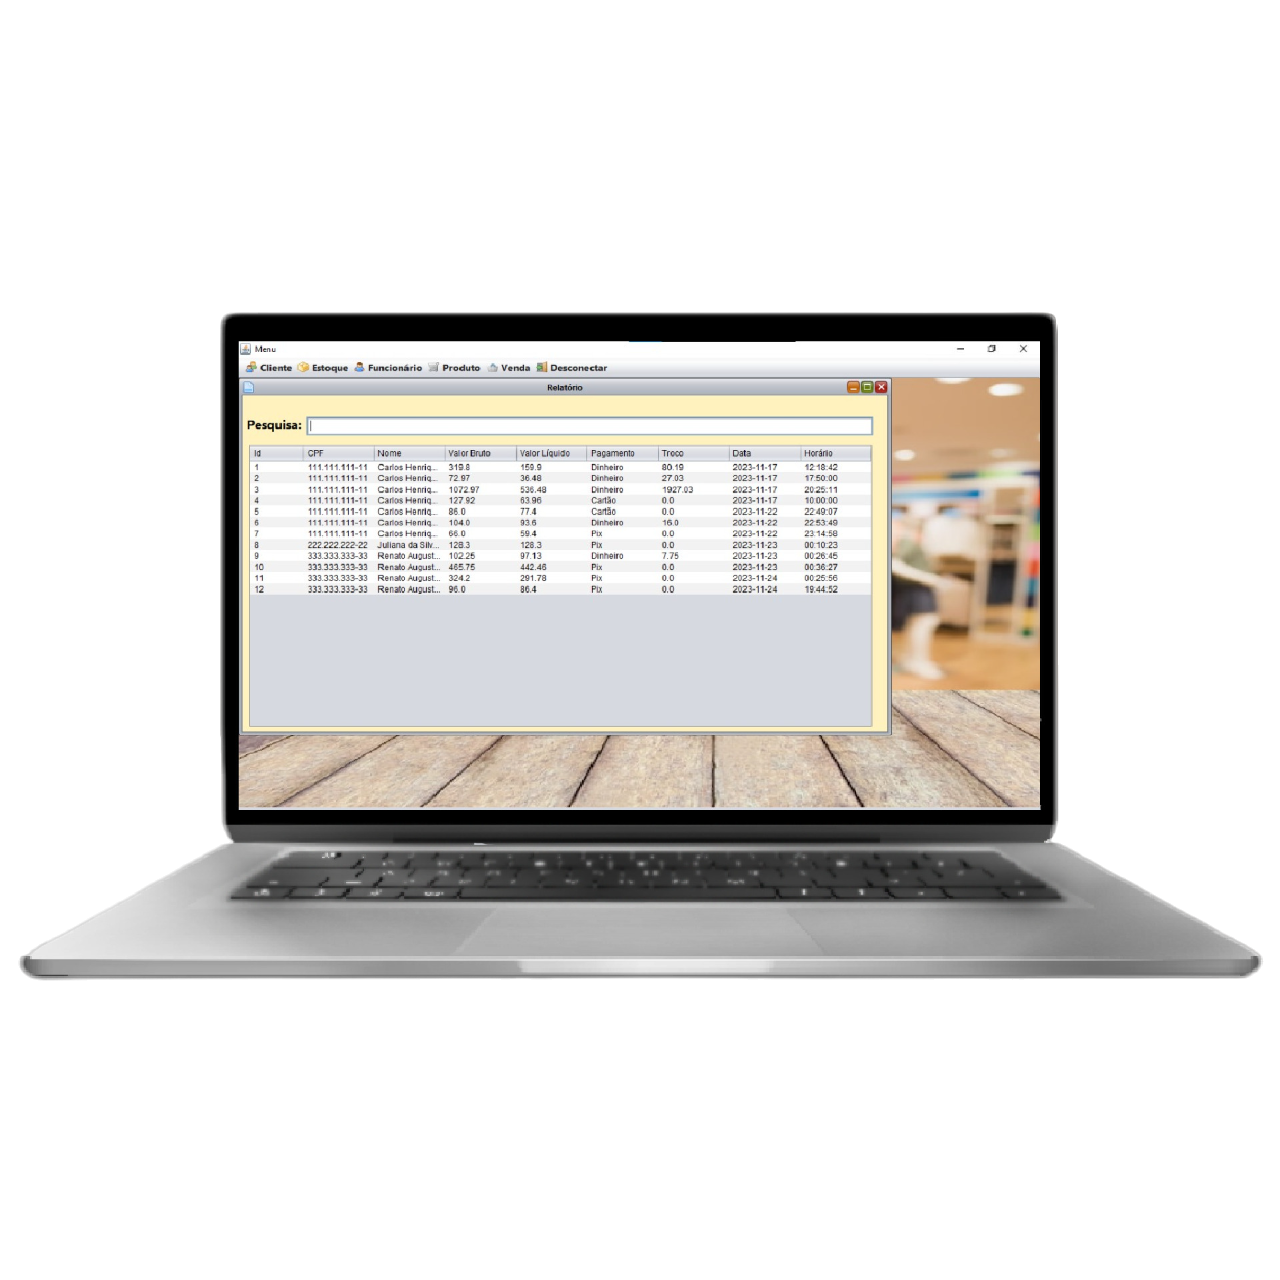 Menu
Cliente Estoque Funcionário Produto Venda Desconectar
Relatório
Pesquisa:
Id CPF Nome Valor Bruto Valor Líquido Pagamento Troco Data Horário
1 111.111.111-11 Carlos Henriq... 319.8 159.9 Dinheiro 80.19 2023-11-17 12:18:42
2 111.111.111-11 Carlos Henriq... 72.97 36.48 Dinheiro 27.03 2023-11-17 17:50:00
3 111.111.111-11 Carlos Henriq... 1072.97 536.48 Dinheiro 1927.03 2023-11-17 20:25:11
4 111.111.111-11 Carlos Henriq... 127.92 63.96 Cartão 0.0 2023-11-17 10:00:00
5 111.111.111-11 Carlos Henriq... 86.0 77.4 Cartão 0.0 2023-11-22 22:49:07
6 111.111.111-11 Carlos Henriq... 104.0 93.6 Dinheiro 16.0 2023-11-22 22:53:49
7 111.111.111-11 Carlos Henriq... 66.0 59.4 Pix 0.0 2023-11-22 23:14:58
8 222.222.222-22 Juliana da Silv... 128.3 128.3 Pix 0.0 2023-11-23 00:10:23
9 333.333.333-33 Renato August... 102.25 97.13 Dinheiro 7.75 2023-11-23 00:26:45
10 333.333.333-33 Renato August... 465.75 442.46 Pix 0.0 2023-11-23 00:36:27
11 333.333.333-33 Renato August... 324.2 291.78 Pix 0.0 2023-11-24 00:25:56
12 333.333.333-33 Renato August... 96.0 86.4 Pix 0.0 2023-11-24 19:44:52